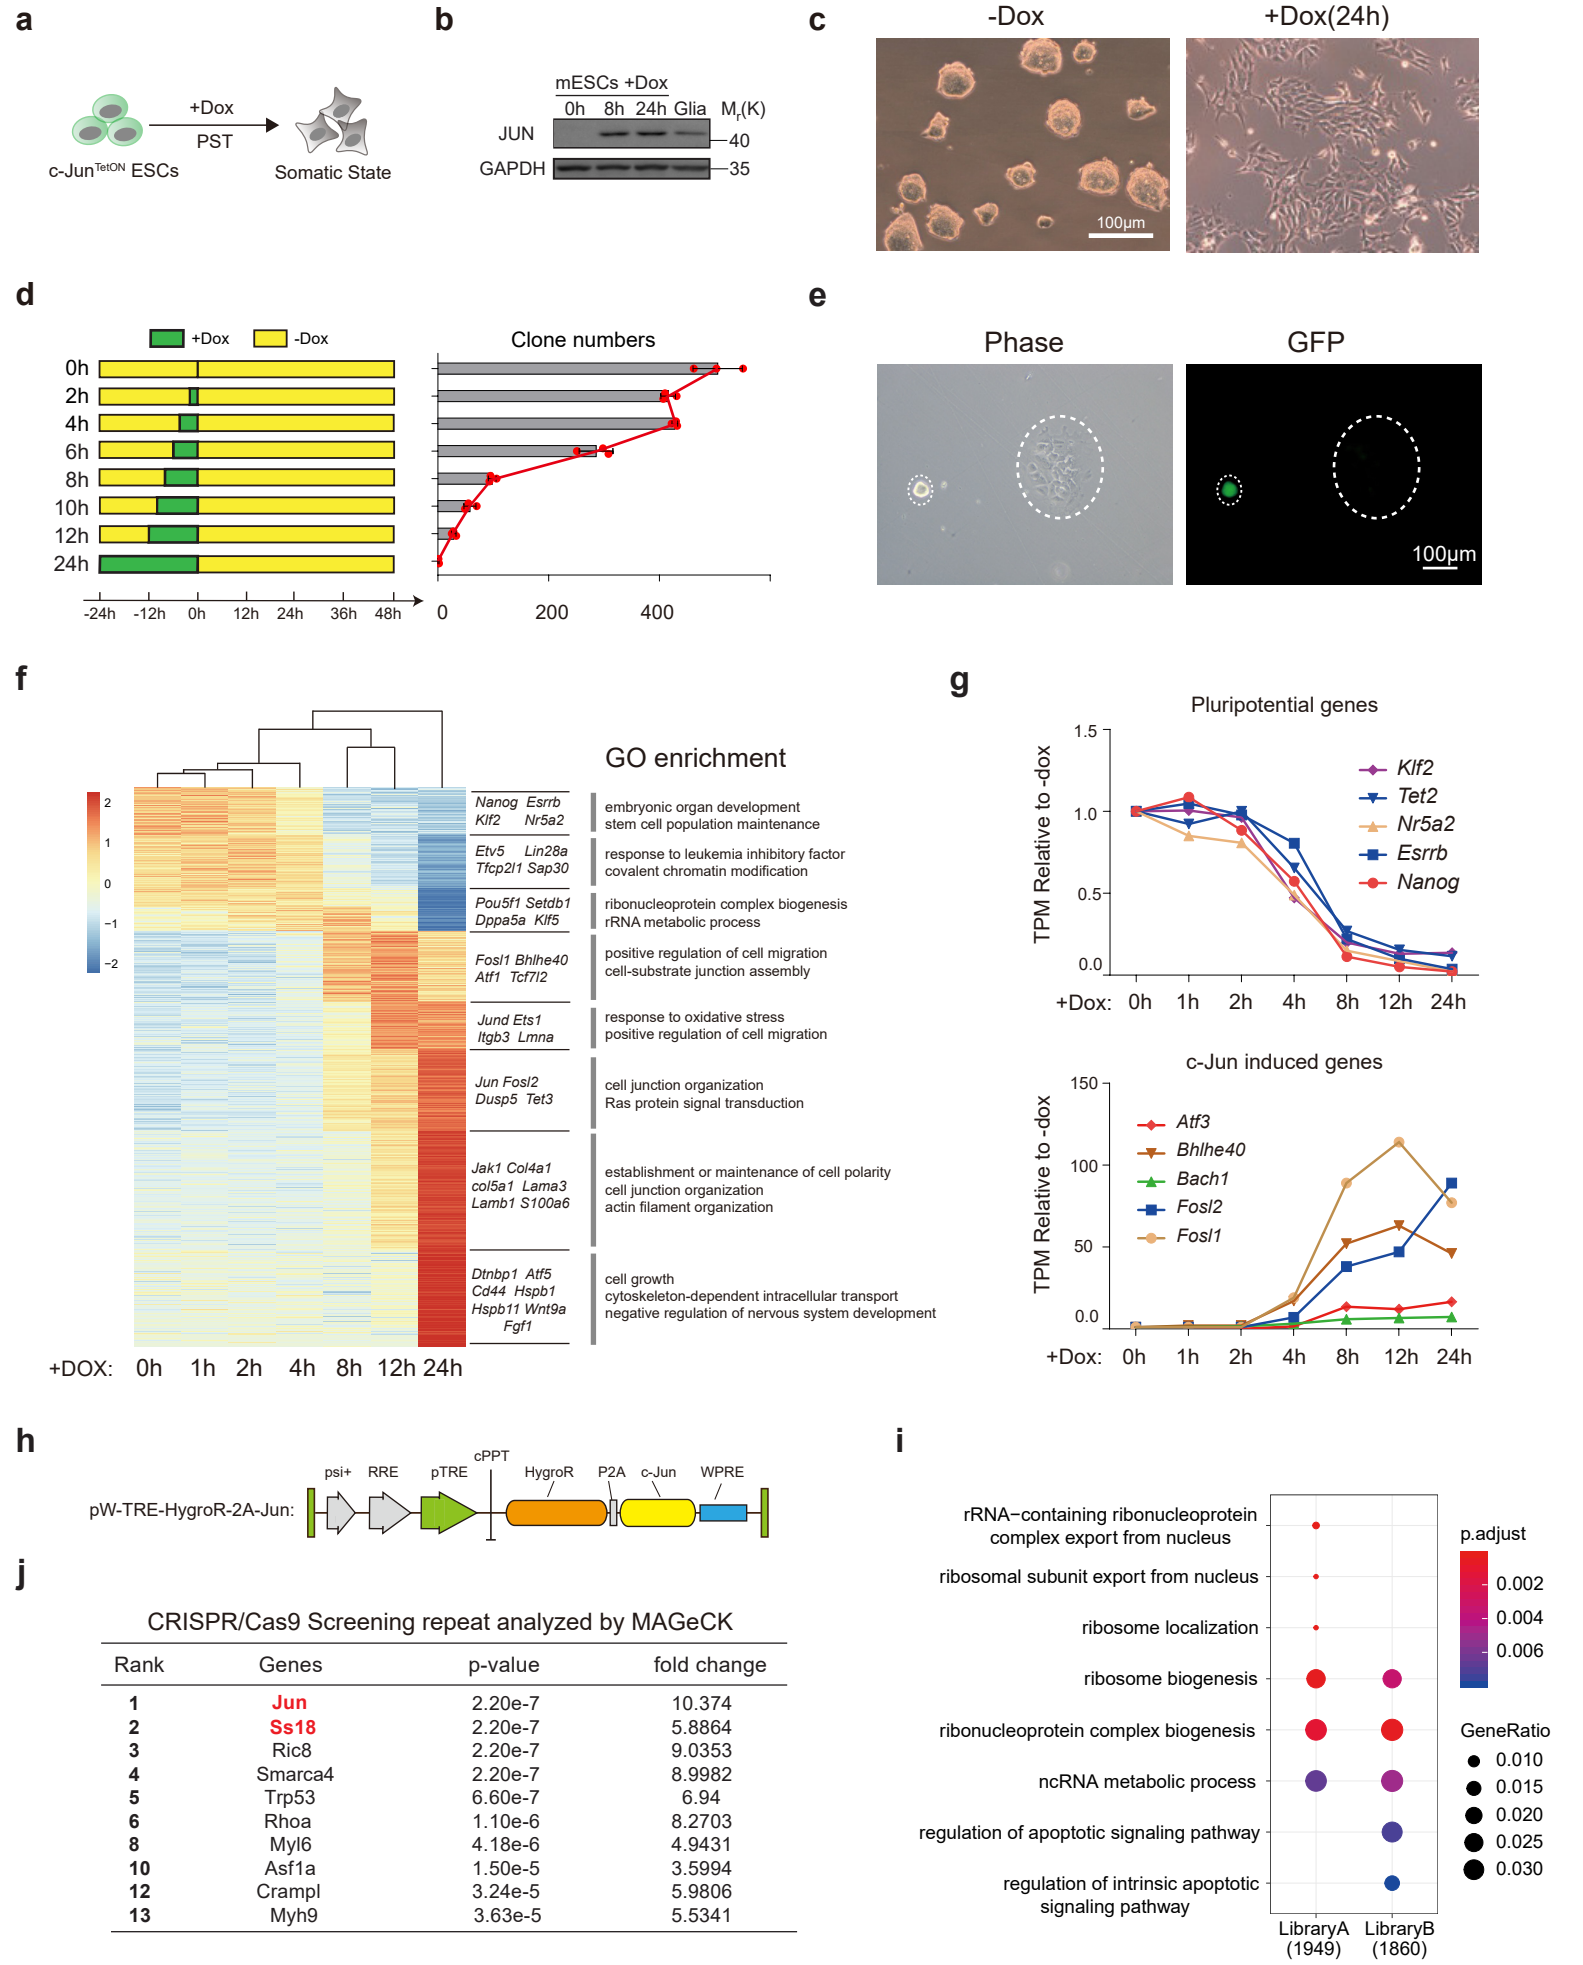 a
+Dox
PST
c-JunTetON ESCs
Somatic State
b
mESCs +Dox
0h 8h 24h Glia Mr(K)
JUN
40
GAPDH
35
c
-Dox
+Dox(24h)
100μm
d
+Dox
-Dox
Clone numbers
0h
2h
4h
6h
8h
10h
12h
24h
-24h -12h 0h 12h 24h 36h 48h
0 200 400
e
Phase
GFP
100μm
f
GO enrichment
2
1
0
−1
−2
Nanog Esrrb
Klf2 Nr5a2
embryonic organ development
stem cell population maintenance
Etv5 Lin28a
Tfcp2l1 Sap30
response to leukemia inhibitory factor
covalent chromatin modification
Pou5f1 Setdb1
Dppa5a Klf5
ribonucleoprotein complex biogenesis
rRNA metabolic process
Fosl1 Bhlhe40
Atf1 Tcf7l2
positive regulation of cell migration
cell-substrate junction assembly
Jund Ets1
Itgb3 Lmna
response to oxidative stress
positive regulation of cell migration
Jun Fosl2
Dusp5 Tet3
cell junction organization
Ras protein signal transduction
Jak1 Col4a1
col5a1 Lama3
Lamb1 S100a6
establishment or maintenance of cell polarity
cell junction organization
actin filament organization
Dtnbp1 Atf5
Cd44 Hspb1
Hspb11 Wnt9a
Fgf1
cell growth
cytoskeleton-dependent intracellular transport
negative regulation of nervous system development
+DOX: 0h 1h 2h 4h 8h 12h 24h
g
Pluripotential genes
TPM Relative to -dox
1.5
1.0
0.5
0.0
Klf2
Tet2
Nr5a2
Esrrb
Nanog
+Dox: 0h 1h 2h 4h 8h 12h 24h
c-Jun induced genes
TPM Relative to -dox
150
100
50
0.0
Atf3
Bhlhe40
Bach1
Fosl2
Fosl1
+Dox: 0h 1h 2h 4h 8h 12h 24h
h
pW-TRE-HygroR-2A-Jun:
psi+ RRE pTRE cPPT HygroR P2A c-Jun WPRE
i
rRNA−containing ribonucleoprotein
complex export from nucleus
ribosomal subunit export from nucleus
ribosome localization
ribosome biogenesis
ribonucleoprotein complex biogenesis
ncRNA metabolic process
regulation of apoptotic signaling pathway
regulation of intrinsic apoptotic
signaling pathway
LibraryA LibraryB
(1949) (1860)
p.adjust
0.002
0.004
0.006
GeneRatio
0.010
0.015
0.020
0.025
0.030
j
CRISPR/Cas9 Screening repeat analyzed by MAGeCK
Rank Genes p-value fold change
1 Jun 2.20e-7 10.374
2 Ss18 2.20e-7 5.8864
3 Ric8 2.20e-7 9.0353
4 Smarca4 2.20e-7 8.9982
5 Trp53 6.60e-7 6.94
6 Rhoa 1.10e-6 8.2703
8 Myl6 4.18e-6 4.9431
10 Asf1a 1.50e-5 3.5994
12 Crampl 3.24e-5 5.9806
13 Myh9 3.63e-5 5.5341